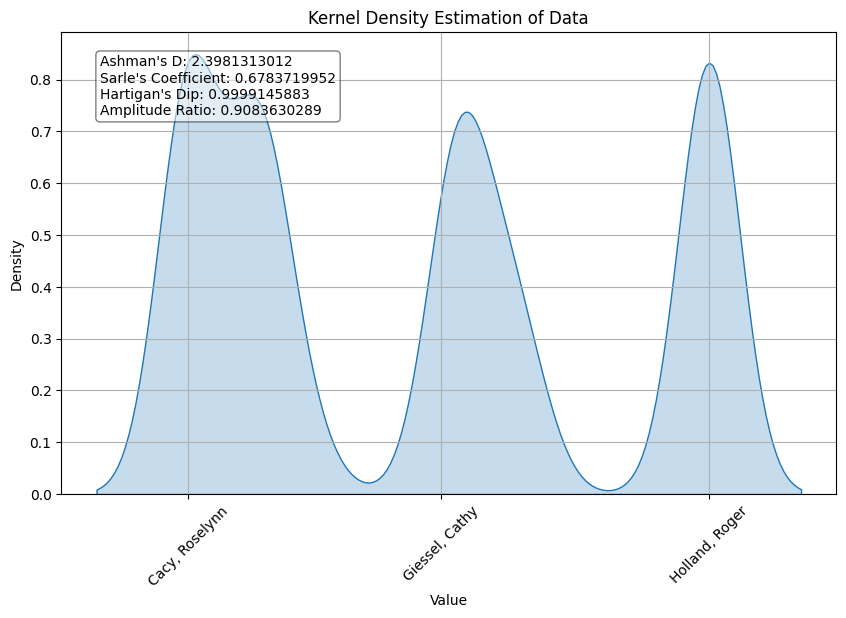 Kernel Density Estimation of Data
Ashman's D: 2.3981313012
Sarle's Coefficient: 0.6783719952
Hartigan's Dip: 0.9999145883
Amplitude Ratio: 0.9083630289
Density
0.8
0.7
0.6
0.5
0.4
0.3
0.2
0.1
0.0
Cacy, Roselynn
Giessel, Cathy
Holland, Roger
Value